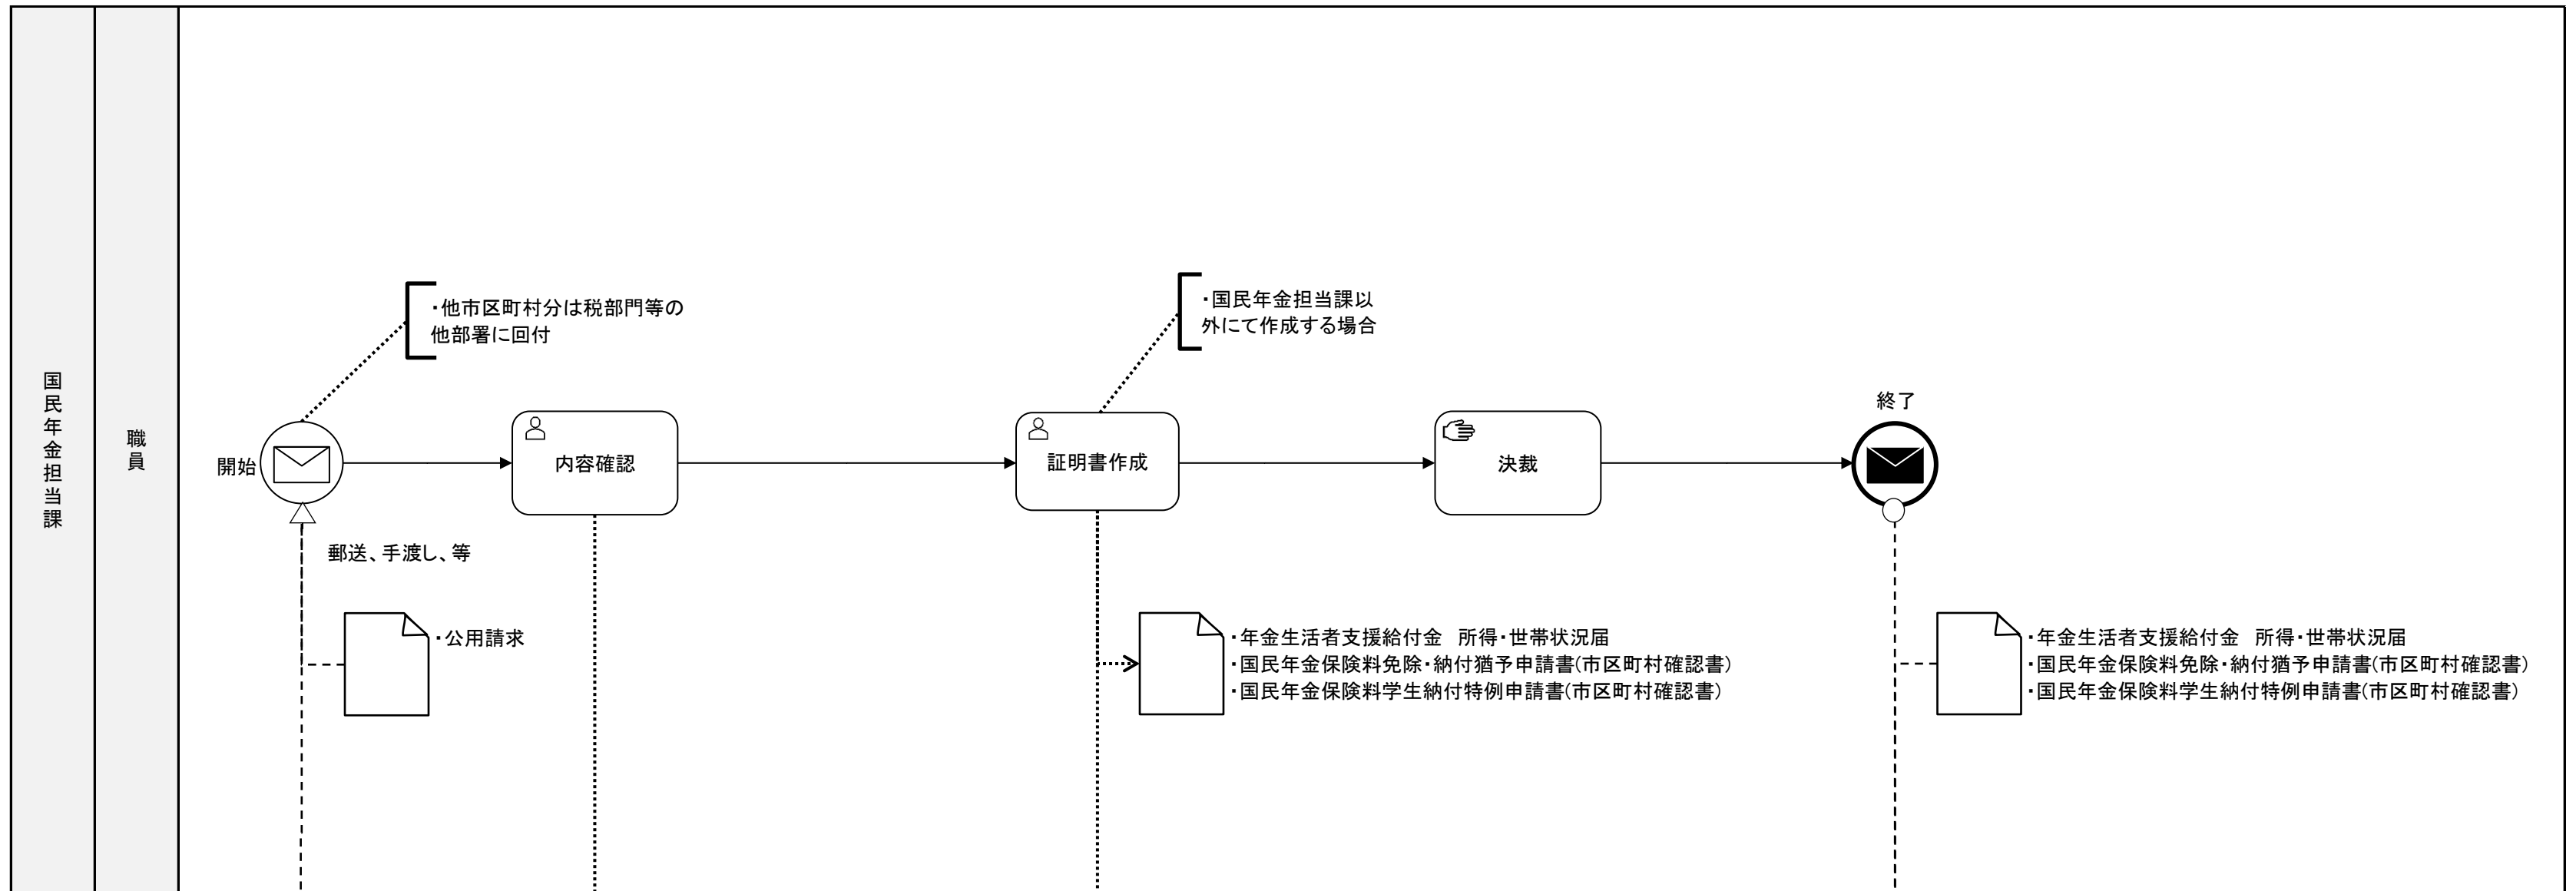 国民年金担当課
職員
・他市区町村分は税部門等の
他部署に回付
・国民年金担当課以
外にて作成する場合
開始
内容確認
証明書作成
決裁
終了
郵送、手渡し、等
・公用請求
・年金生活者支援給付金　所得・世帯状況届
・国民年金保険料免除・納付猶予申請書(市区町村確認書)
・国民年金保険料学生納付特例申請書(市区町村確認書)
・年金生活者支援給付金　所得・世帯状況届
・国民年金保険料免除・納付猶予申請書(市区町村確認書)
・国民年金保険料学生納付特例申請書(市区町村確認書)